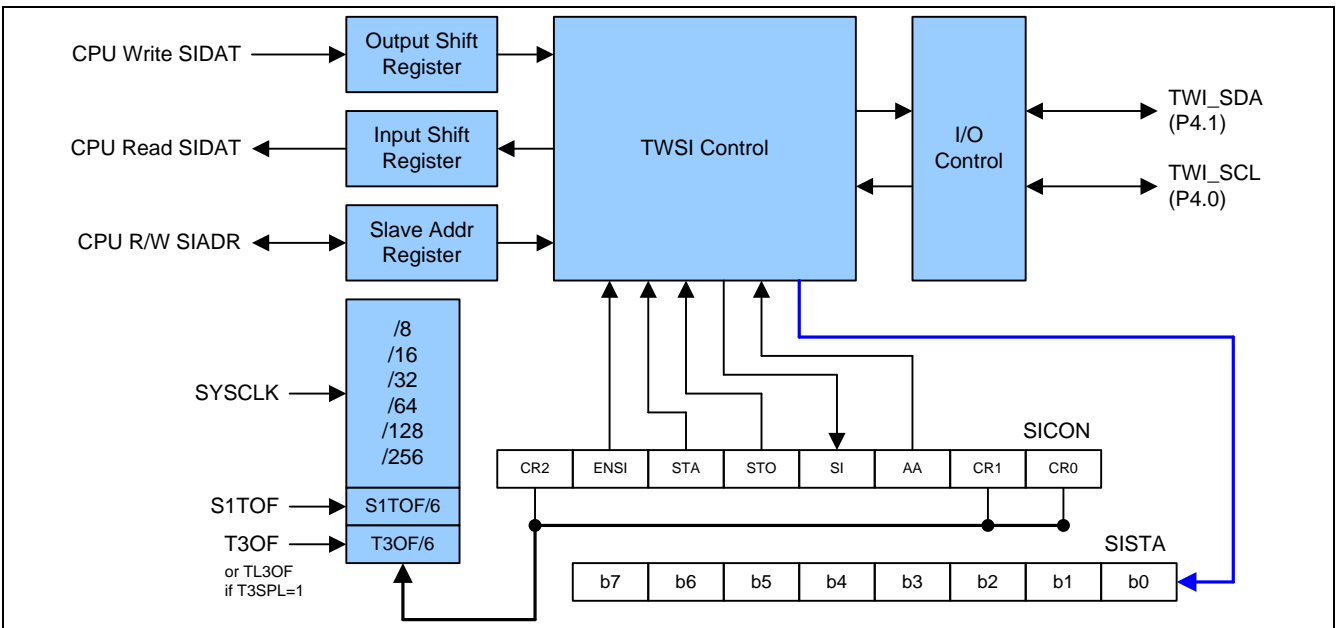 CPU Write SIDAT
Output Shift
Register
CPU Read SIDAT
Input Shift
Register
CPU R/W SIADR
Slave Addr
Register
TWSI Control
I/O
Control
TWI_SDA
(P4.1)
TWI_SCL
(P4.0)
SYSCLK
/8
/16
/32
/64
/128
/256
S1TOF
S1TOF/6
T3OF
T3OF/6
or TL3OF
if T3SPL=1
SICON
CR2 ENSI STA STO SI AA CR1 CR0
SISTA
b7 b6 b5 b4 b3 b2 b1 b0